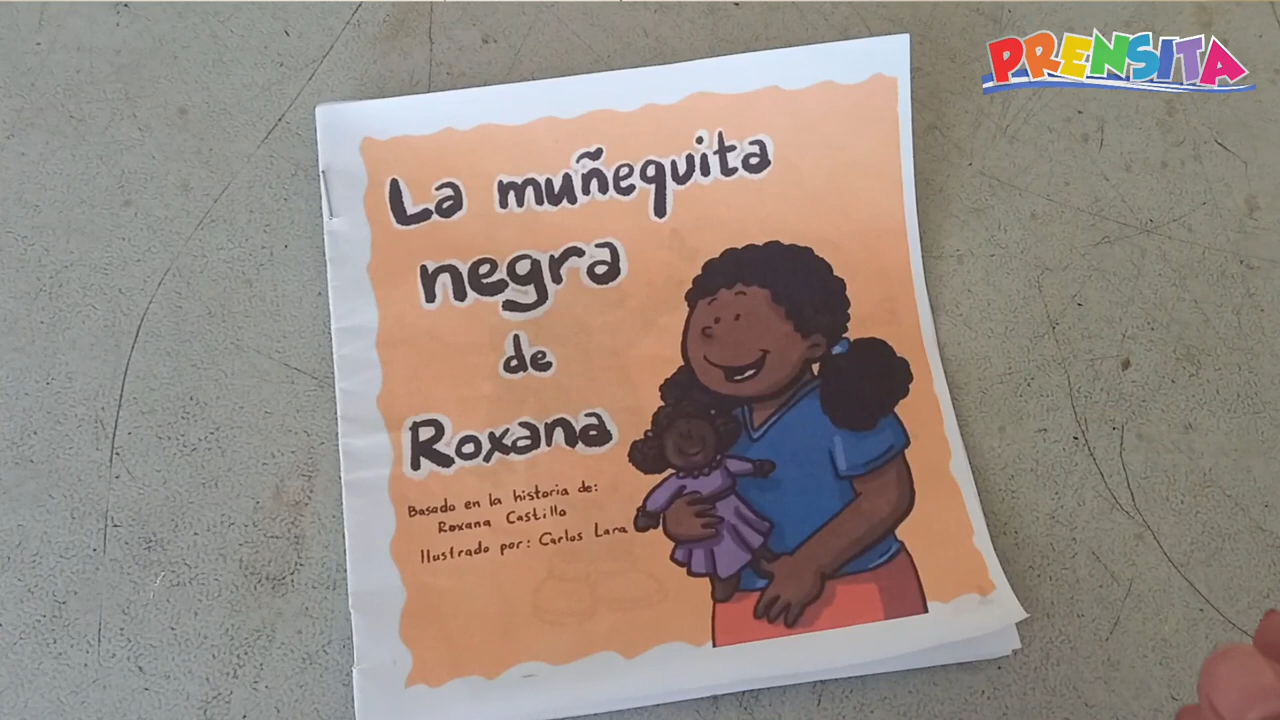 PRENSITA
La muñequita
negra
de
Roxana
Basado en la historia de:
Roxana Castillo
Ilustrado por: Carlos Lara